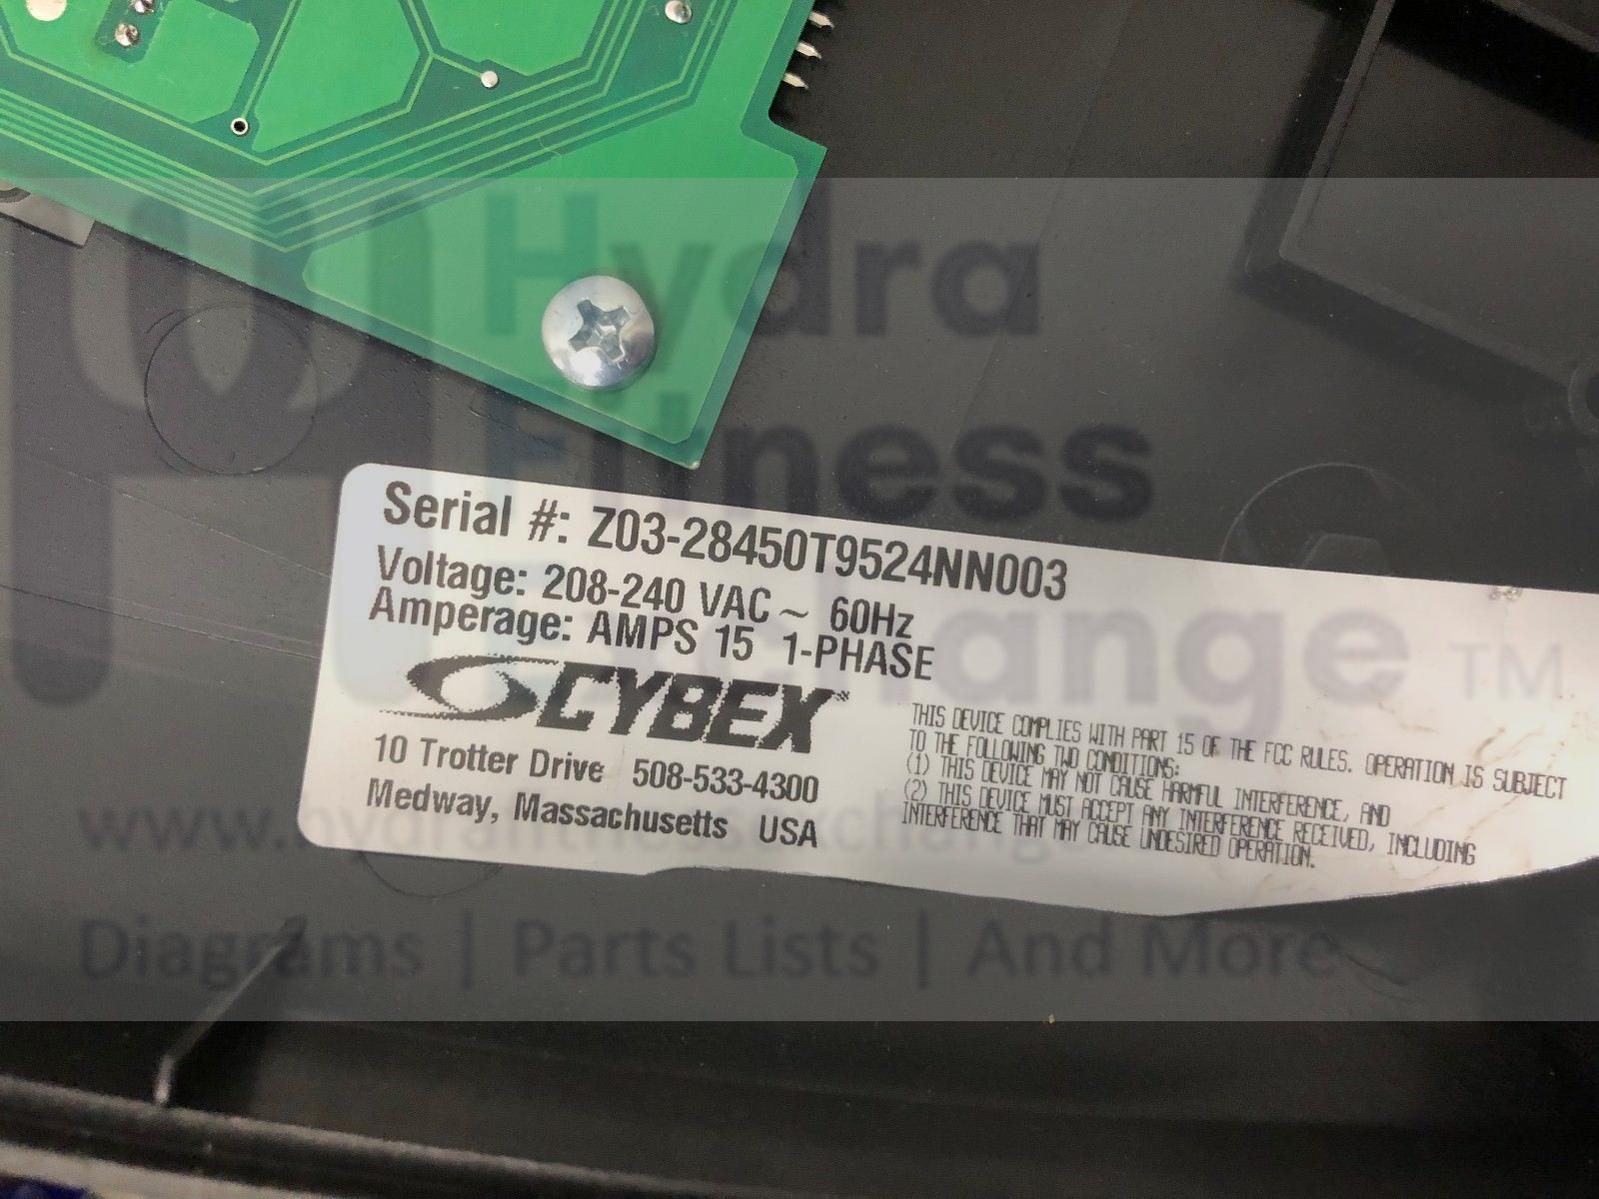 Serial #: Z03-28450T9524NN003
Voltage: 208-240 VAC ~ 60Hz
Amperage: AMPS 15 1-PHASE
CYBEX
10 Trotter Drive 508-533-4300
Medway, Massachusetts USA
THIS DEVICE COMPLIES WITH PART 15 OF THE FCC RULES. OPERATION IS SUBJECT
TO THE FOLLOWING TWO CONDITIONS:
(1) THIS DEVICE MAY NOT CAUSE HARMFUL INTERFERENCE, AND
(2) THIS DEVICE MUST ACCEPT ANY INTERFERENCE RECEIVED, INCLUDING
INTERFERENCE THAT MAY CAUSE UNDESIRED OPERATION.
Hydra
Fitness
Exchange TM
Diagrams | Parts Lists | And More